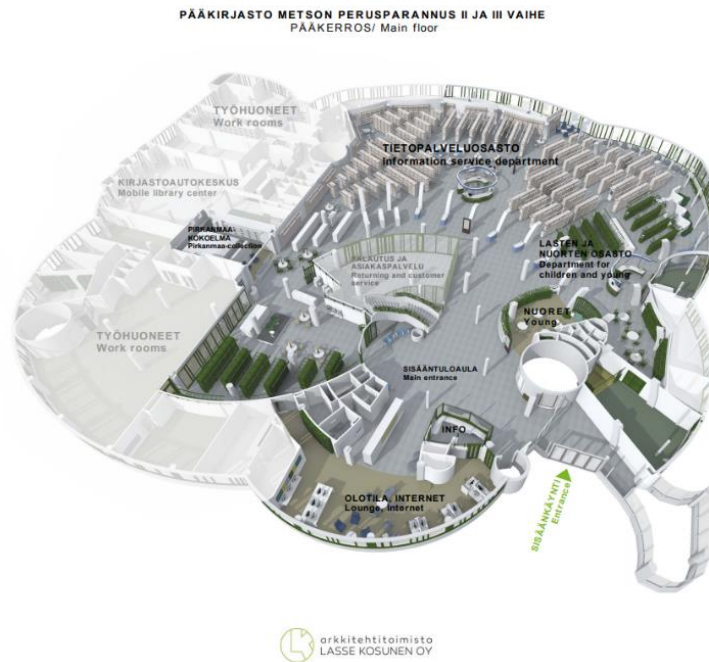 PÄÄKIRJASTO METSON PERUSPARANNUS II JA III VAIHE
PÄÄKERROS/ Main floor
TYÖHUONEET
Work rooms
TIETOPALVELUOSASTO
Information service department
KIRJASTOAUTOKESKUS
Mobile library center
PIRKANMAA-
KOKOELMA
Pirkanmaa-collection
PALAUTUS JA
ASIAKASPALVELU
Returning and customer
service
LASTEN JA
NUORTEN OSASTO
Department for
children and young
NUORET
Young
TYÖHUONEET
Work rooms
SISÄÄNTULOAULA
Main entrance
INFO
OLOTILA, INTERNET
Lounge, Internet
SISÄÄNKÄYNTI
Entrance
arkkitehtitoimisto
LASSE KOSUNEN OY